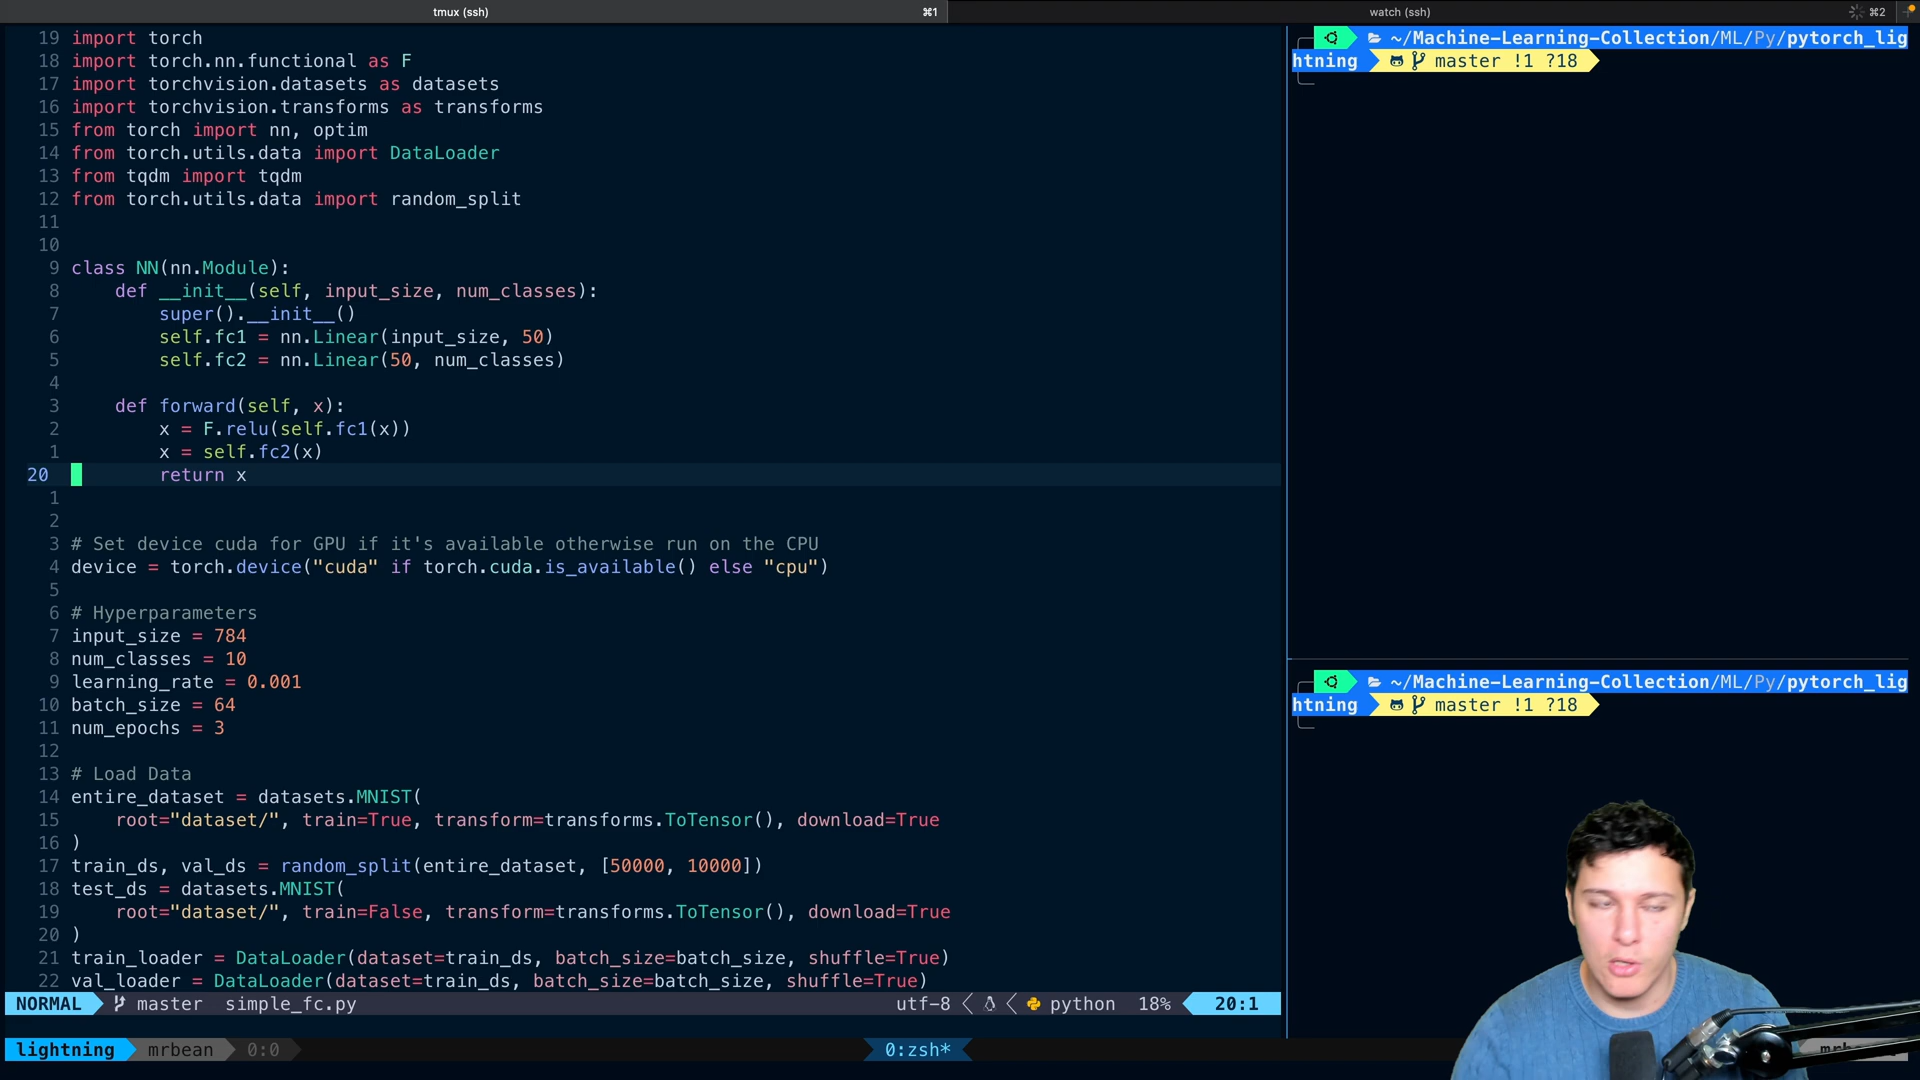 tmux (ssh) ⌘1
watch (ssh) ⌘2
19 import torch
18 import torch.nn.functional as F
17 import torchvision.datasets as datasets
16 import torchvision.transforms as transforms
15 from torch import nn, optim
14 from torch.utils.data import DataLoader
13 from tqdm import tqdm
12 from torch.utils.data import random_split
11
10
9 class NN(nn.Module):
8     def __init__(self, input_size, num_classes):
7         super().__init__()
6         self.fc1 = nn.Linear(input_size, 50)
5         self.fc2 = nn.Linear(50, num_classes)
4
3     def forward(self, x):
2         x = F.relu(self.fc1(x))
1         x = self.fc2(x)
20         return x
1
2
3 # Set device cuda for GPU if it's available otherwise run on the CPU
4 device = torch.device("cuda" if torch.cuda.is_available() else "cpu")
5
6 # Hyperparameters
7 input_size = 784
8 num_classes = 10
9 learning_rate = 0.001
10 batch_size = 64
11 num_epochs = 3
12
13 # Load Data
14 entire_dataset = datasets.MNIST(
15     root="dataset/", train=True, transform=transforms.ToTensor(), download=True
16 )
17 train_ds, val_ds = random_split(entire_dataset, [50000, 10000])
18 test_ds = datasets.MNIST(
19     root="dataset/", train=False, transform=transforms.ToTensor(), download=True
20 )
21 train_loader = DataLoader(dataset=train_ds, batch_size=batch_size, shuffle=True)
22 val_loader = DataLoader(dataset=train_ds, batch_size=batch_size, shuffle=True)
NORMAL master simple_fc.py utf-8 python 18% 20:1
~/Machine-Learning-Collection/ML/Py/pytorch_lig
htning master !1 ?18
~/Machine-Learning-Collection/ML/Py/pytorch_lig
htning master !1 ?18
lightning mrbean 0:0 0:zsh*